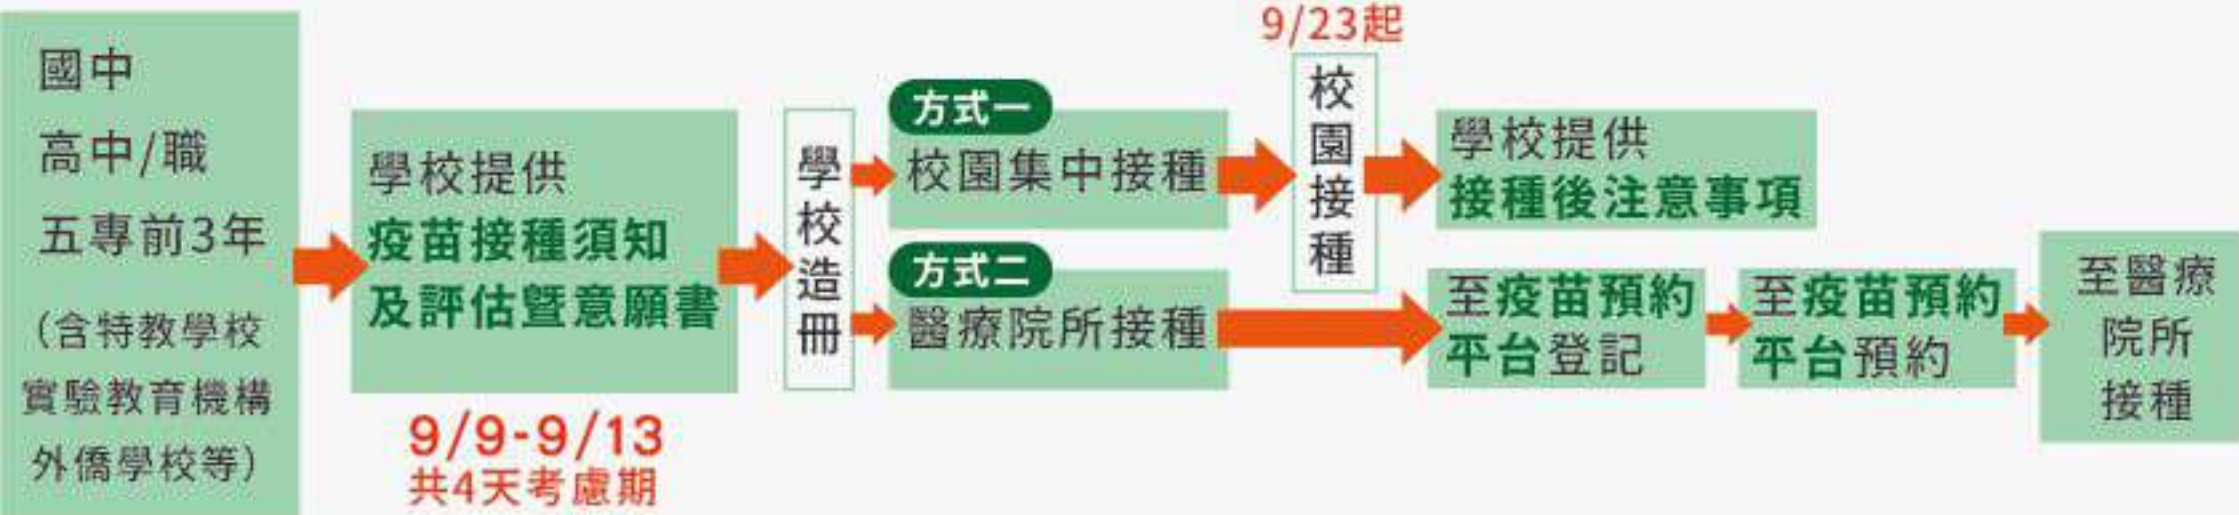 國中
高中/職
五專前3年
(含特教學校
實驗教育機構
外僑學校等)
學校提供
疫苗接種須知
及評估暨意願書
9/9-9/13
共4天考慮期
學校造冊
方式一
校園集中接種
9/23起
校園接種
學校提供
接種後注意事項
方式二
醫療院所接種
至疫苗預約
平台登記
至疫苗預約
平台預約
至醫療
院所
接種